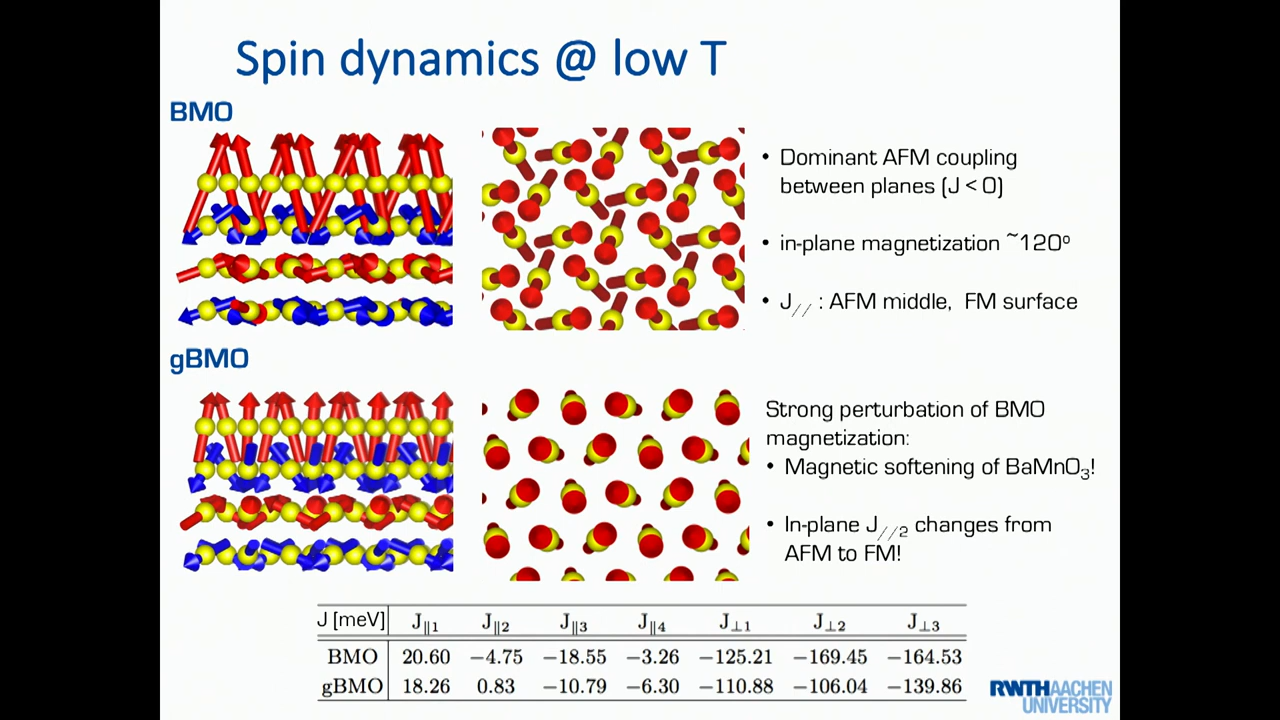 Spin dynamics @ low T
BMO
• Dominant AFM coupling
between planes (J < 0)
• in-plane magnetization ~120º
• J// : AFM middle, FM surface
gBMO
Strong perturbation of BMO
magnetization:
• Magnetic softening of BaMnO₃!
• In-plane J//2 changes from
AFM to FM!
J [meV] J∥1 J∥2 J∥3 J∥4 J⊥1 J⊥2 J⊥3
BMO 20.60 −4.75 −18.55 −3.26 −125.21 −169.45 −164.53
gBMO 18.26 0.83 −10.79 −6.30 −110.88 −106.04 −139.86
RWTHAACHEN
UNIVERSITY